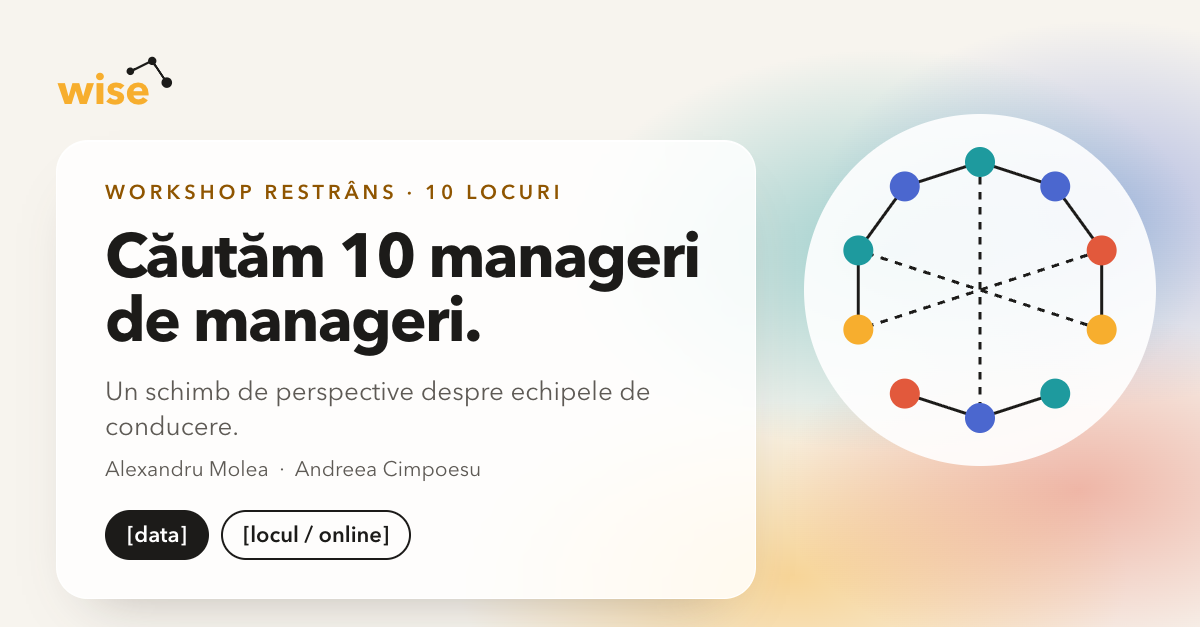 wise
WORKSHOP RESTRÂNS · 10 LOCURI
Căutăm 10 manageri
de manageri.
Un schimb de perspective despre echipele de
conducere.
Alexandru Molea · Andreea Cimpoesu
[data] [locul / online]